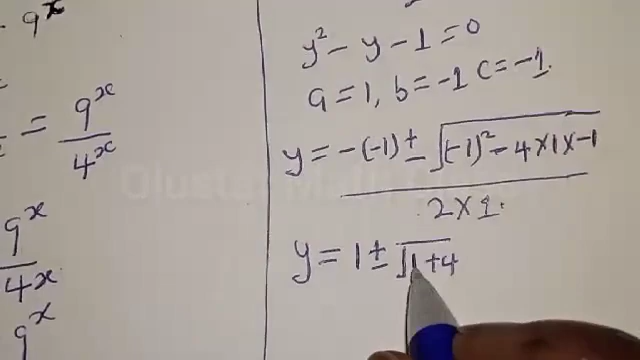 - 9^x
= 9^x / 4^x
9^x / 4^x
9^x
y² - y - 1 = 0
a = 1, b = -1 c = -1.
y = -(-1) ± √(-1)² - 4×1×-1
2×1.
y = 1 ± √1+4